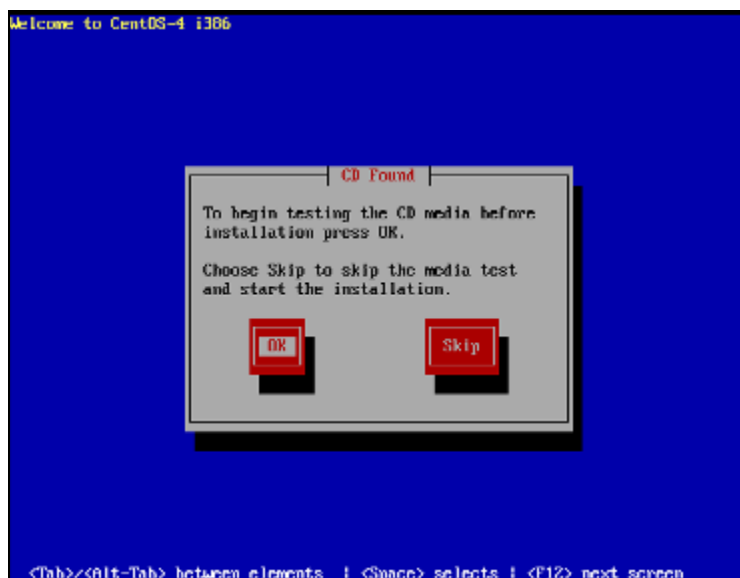 Welcome to CentOS-4 i386
CD Found
To begin testing the CD media before
installation press OK.
Choose Skip to skip the media test
and start the installation.
OK
Skip
<Tab>/<Alt-Tab> between elements | <Space> selects | <F12> next screen